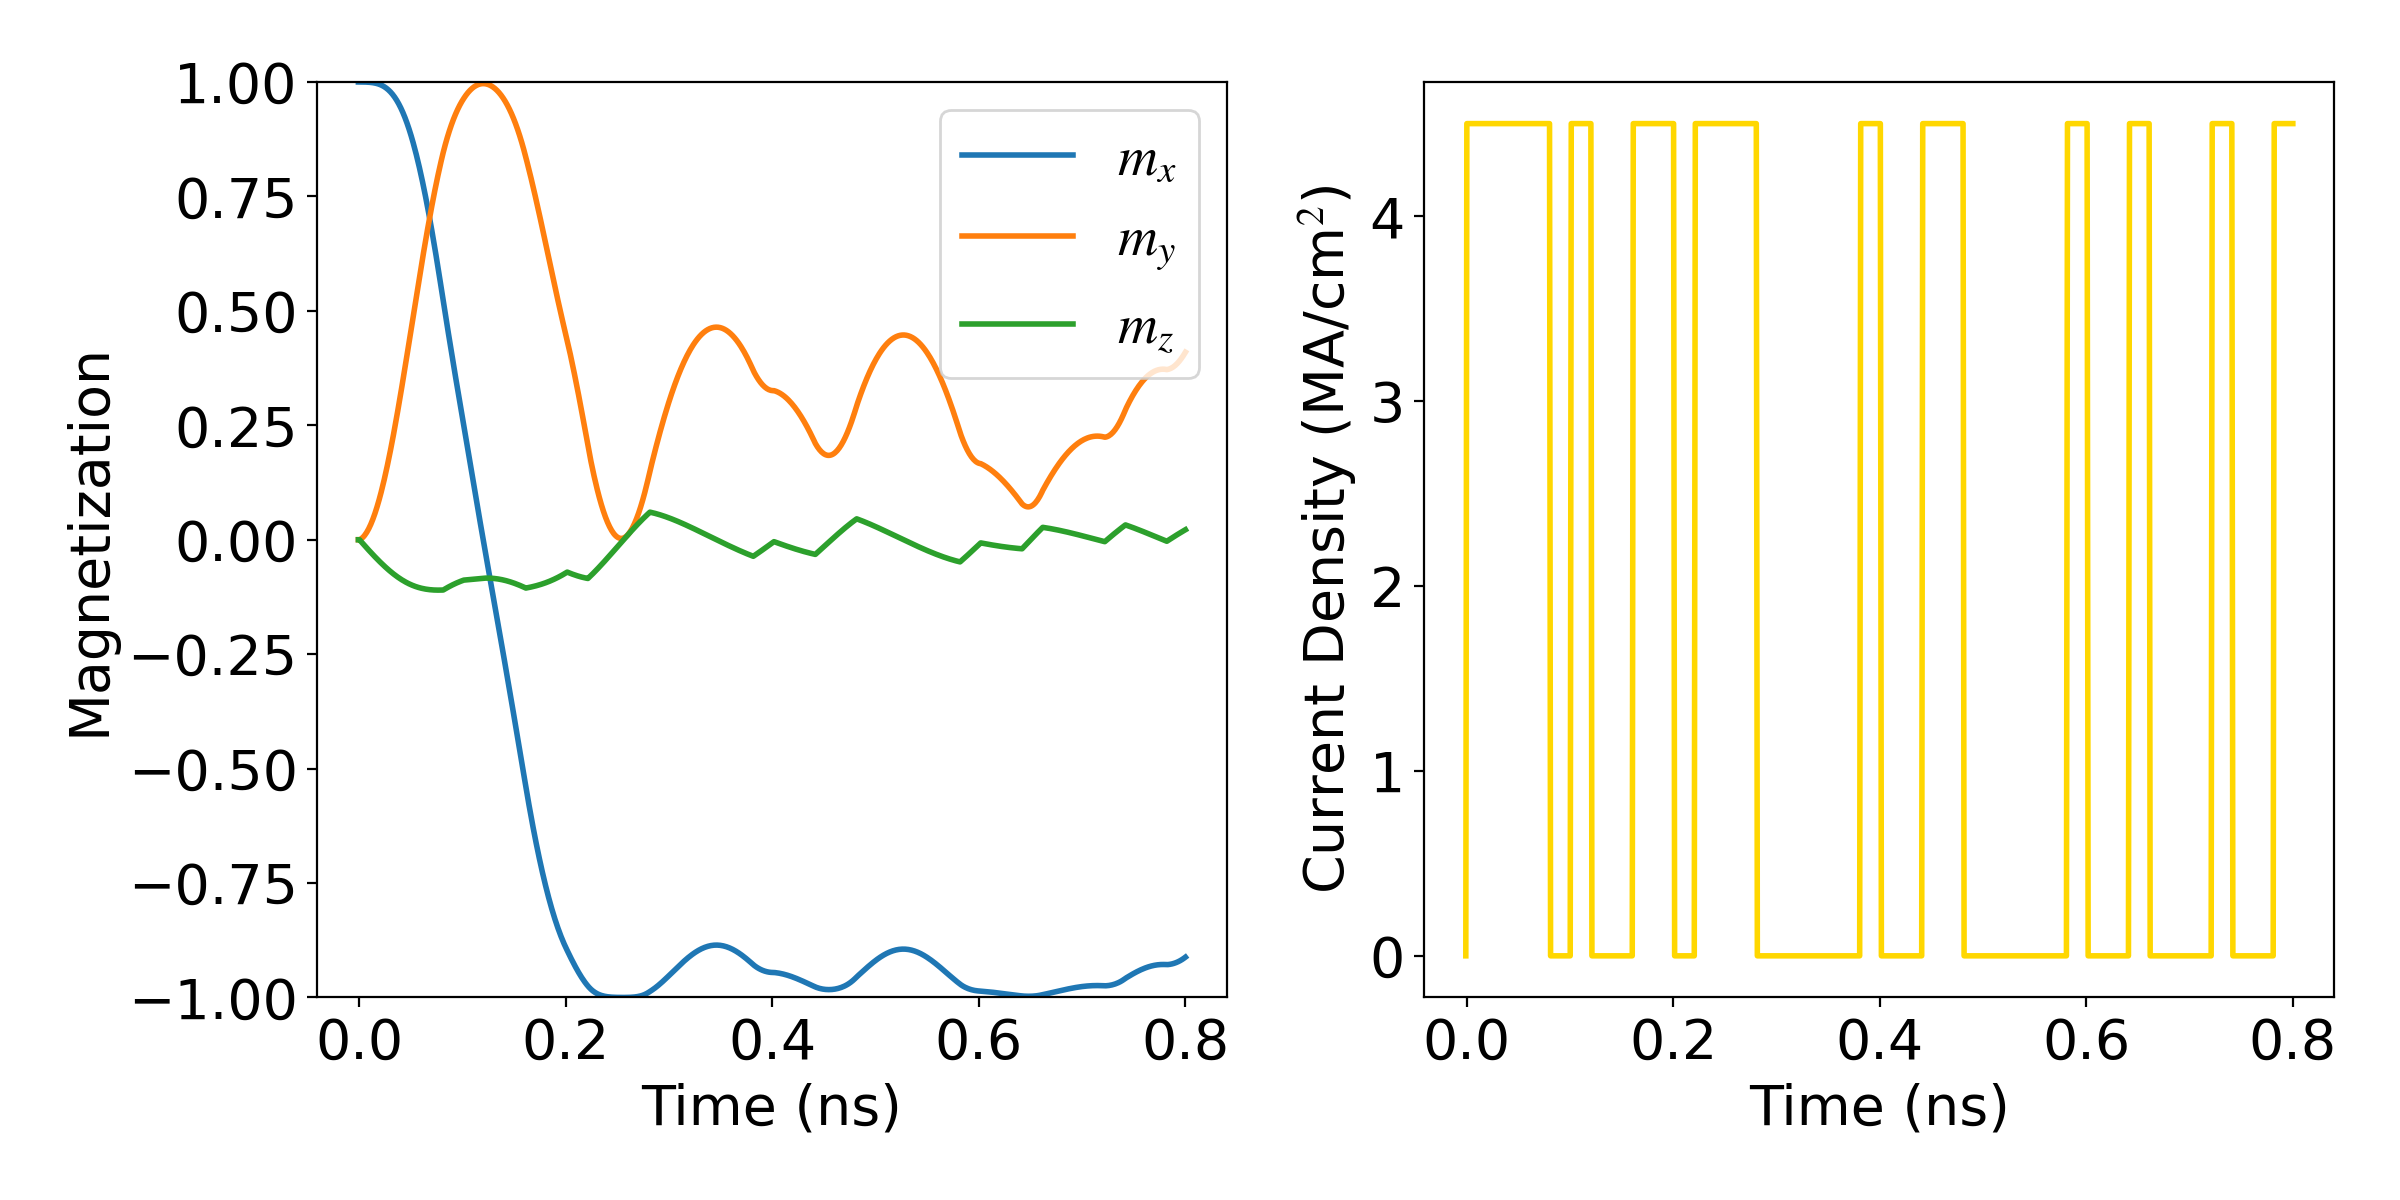 Magnetization
1.00
0.75
0.50
0.25
0.00
−0.25
−0.50
−0.75
−1.00
0.0 0.2 0.4 0.6 0.8
Time (ns)
m_x
m_y
m_z
Current Density (MA/cm²)
4
3
2
1
0
0.0 0.2 0.4 0.6 0.8
Time (ns)